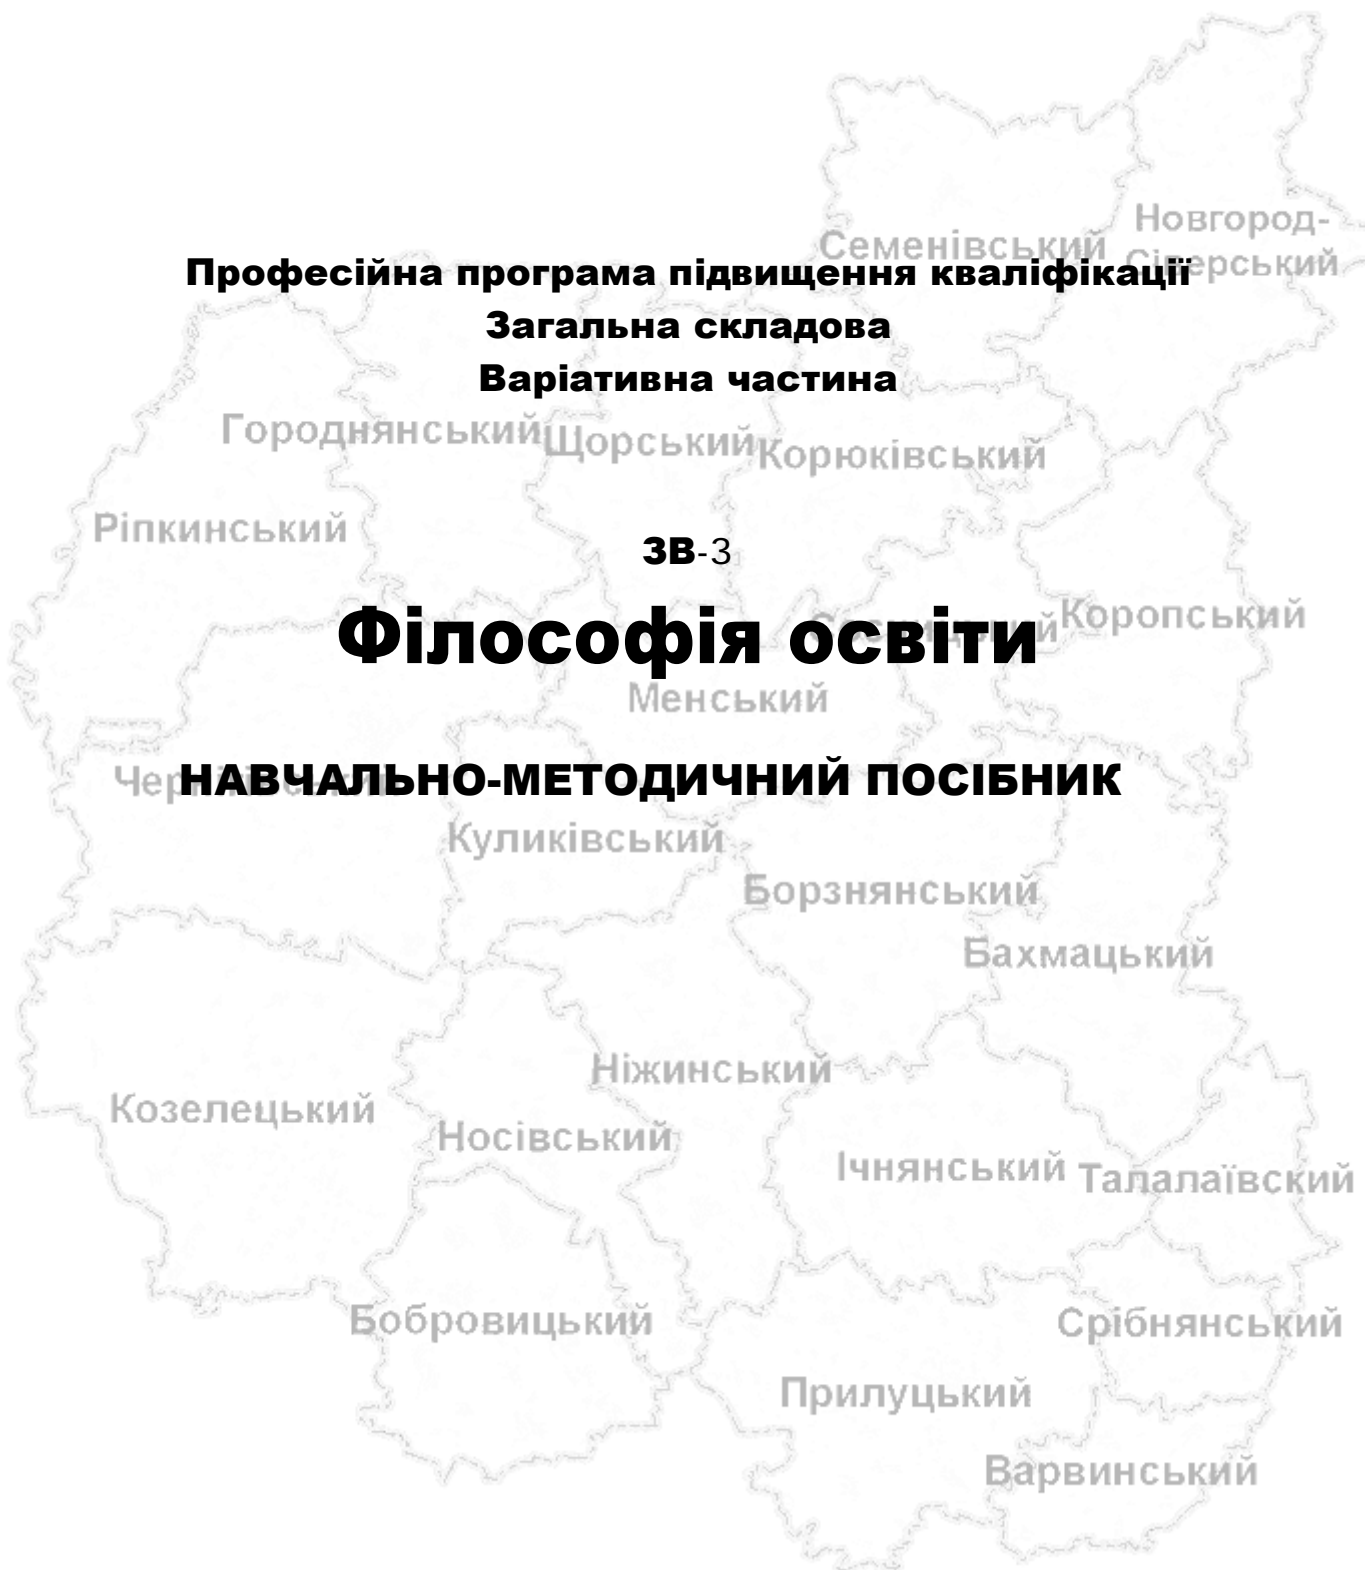 Новгород-
Семенівський Сіверський
Професійна програма підвищення кваліфікації
Загальна складова
Варіативна частина
Городнянський Щорський Корюківський
Ріпкинський
ЗВ-3
Філософія освіти
Коропський
Менський
НАВЧАЛЬНО-МЕТОДИЧНИЙ ПОСІБНИК
Куликівський
Борзнянський
Бахмацький
Ніжинський
Козелецький
Носівський
Ічнянський Талалаївский
Бобровицький
Срібнянський
Прилуцький
Варвинський